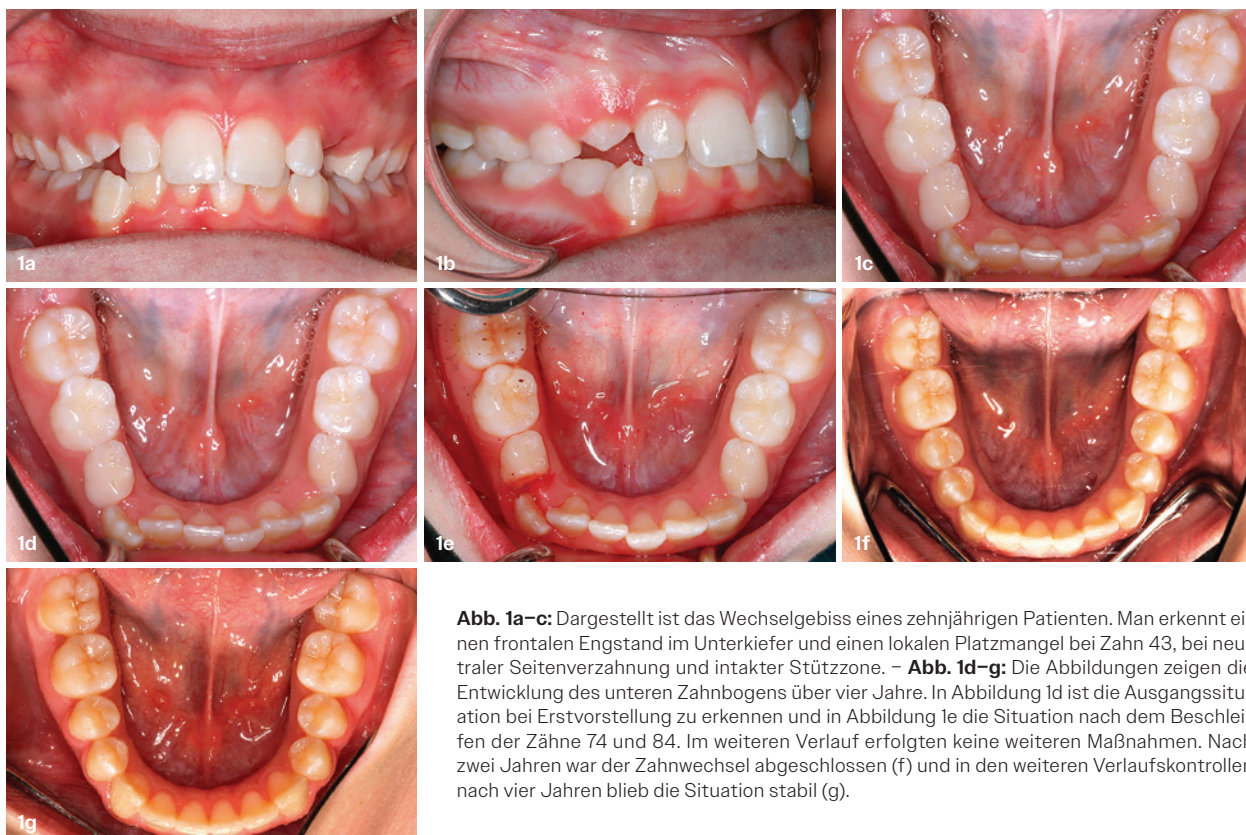 1a
1b
1c
1d
1e
1f
1g
Abb. 1a–c: Dargestellt ist das Wechselgebiss eines zehnjährigen Patienten. Man erkennt ei-
nen frontalen Engstand im Unterkiefer und einen lokalen Platzmangel bei Zahn 43, bei neu-
traler Seitenverzahnung und intakter Stützzone. – Abb. 1d–g: Die Abbildungen zeigen die
Entwicklung des unteren Zahnbogens über vier Jahre. In Abbildung 1d ist die Ausgangssitu-
ation bei Erstvorstellung zu erkennen und in Abbildung 1e die Situation nach dem Beschlei-
fen der Zähne 74 und 84. Im weiteren Verlauf erfolgten keine weiteren Maßnahmen. Nach
zwei Jahren war der Zahnwechsel abgeschlossen (f) und in den weiteren Verlaufskontrollen
nach vier Jahren blieb die Situation stabil (g).